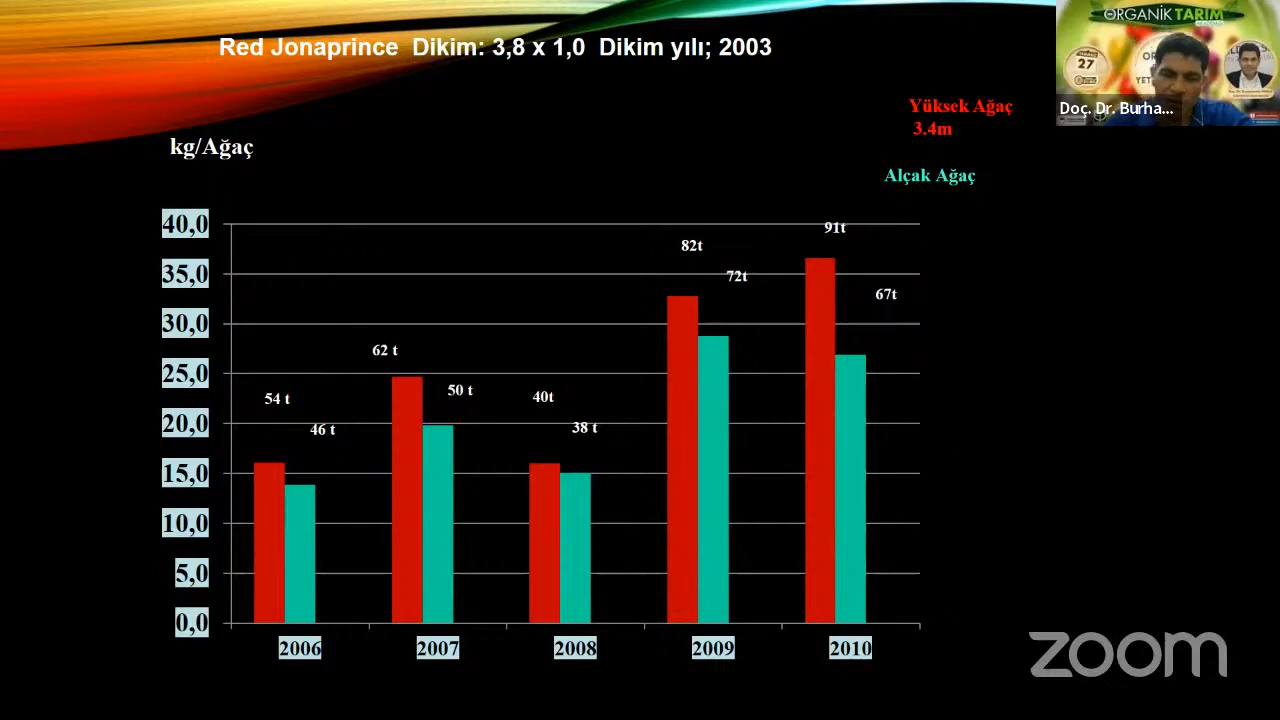 Red Jonaprince Dikim: 3,8 x 1,0 Dikim yılı; 2003
ORGANİK TARIM
27
Doç. Dr. Burha...
Yüksek Ağaç
3.4m
kg/Ağaç
Alçak Ağaç
40,0
35,0
30,0
25,0
20,0
15,0
10,0
5,0
0,0
54 t
46 t
62 t
50 t
40t
38 t
82t
72t
91t
67t
2006
2007
2008
2009
2010
zoom